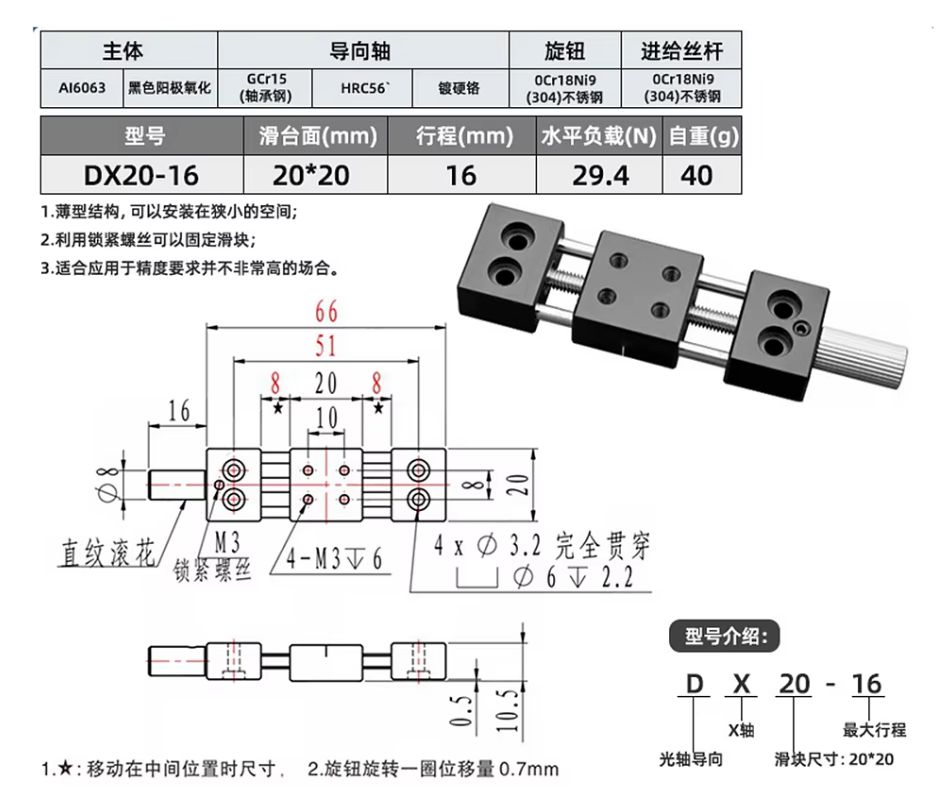 主体 导向轴 旋钮 进给丝杆
Al6063 黑色阳极氧化 GCr15 (轴承钢) HRC56` 镀硬铬 0Cr18Ni9 (304)不锈钢 0Cr18Ni9 (304)不锈钢
型号 滑台面(mm) 行程(mm) 水平负载(N) 自重(g)
DX20-16 20*20 16 29.4 40
1.薄型结构,可以安装在狭小的空间;
2.利用锁紧螺丝可以固定滑块;
3.适合应用于精度要求并不非常高的场合。
66
51
8 20 8
★ ★
16 10
∅8
8 20
直纹滚花
M3
锁紧螺丝
4-M3↧6
4 x ∅ 3.2 完全贯穿
⌴ ∅ 6 ↧ 2.2
0.5 10.5
1.★: 移动在中间位置时尺寸, 2.旋钮旋转一圈位移量 0.7mm
型号介绍:
D X 20 - 16
X轴 最大行程
光轴导向 滑块尺寸: 20*20